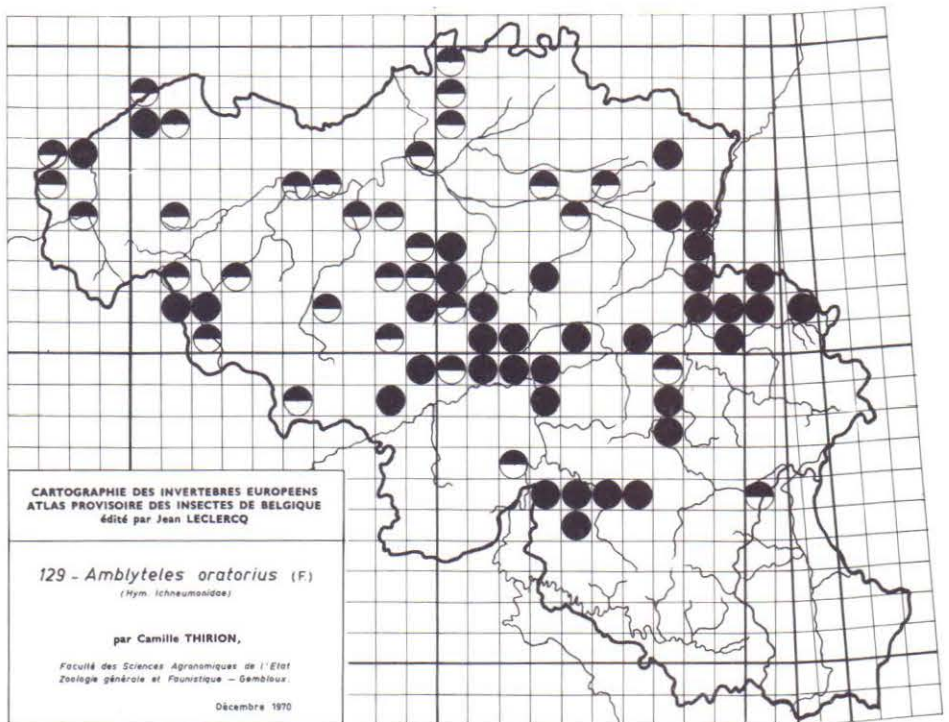 CARTOGRAPHIE DES INVERTEBRES EUROPEENS
ATLAS PROVISOIRE DES INSECTES DE BELGIQUE
édité par Jean LECLERCQ
129 - Amblyteles oratorius (F.)
(Hym. Ichneumonidae)
par Camille THIRION,
Faculté des Sciences Agronomiques de l'Etat
Zoologie générale et Faunistique - Gembloux.
Décembre 1970